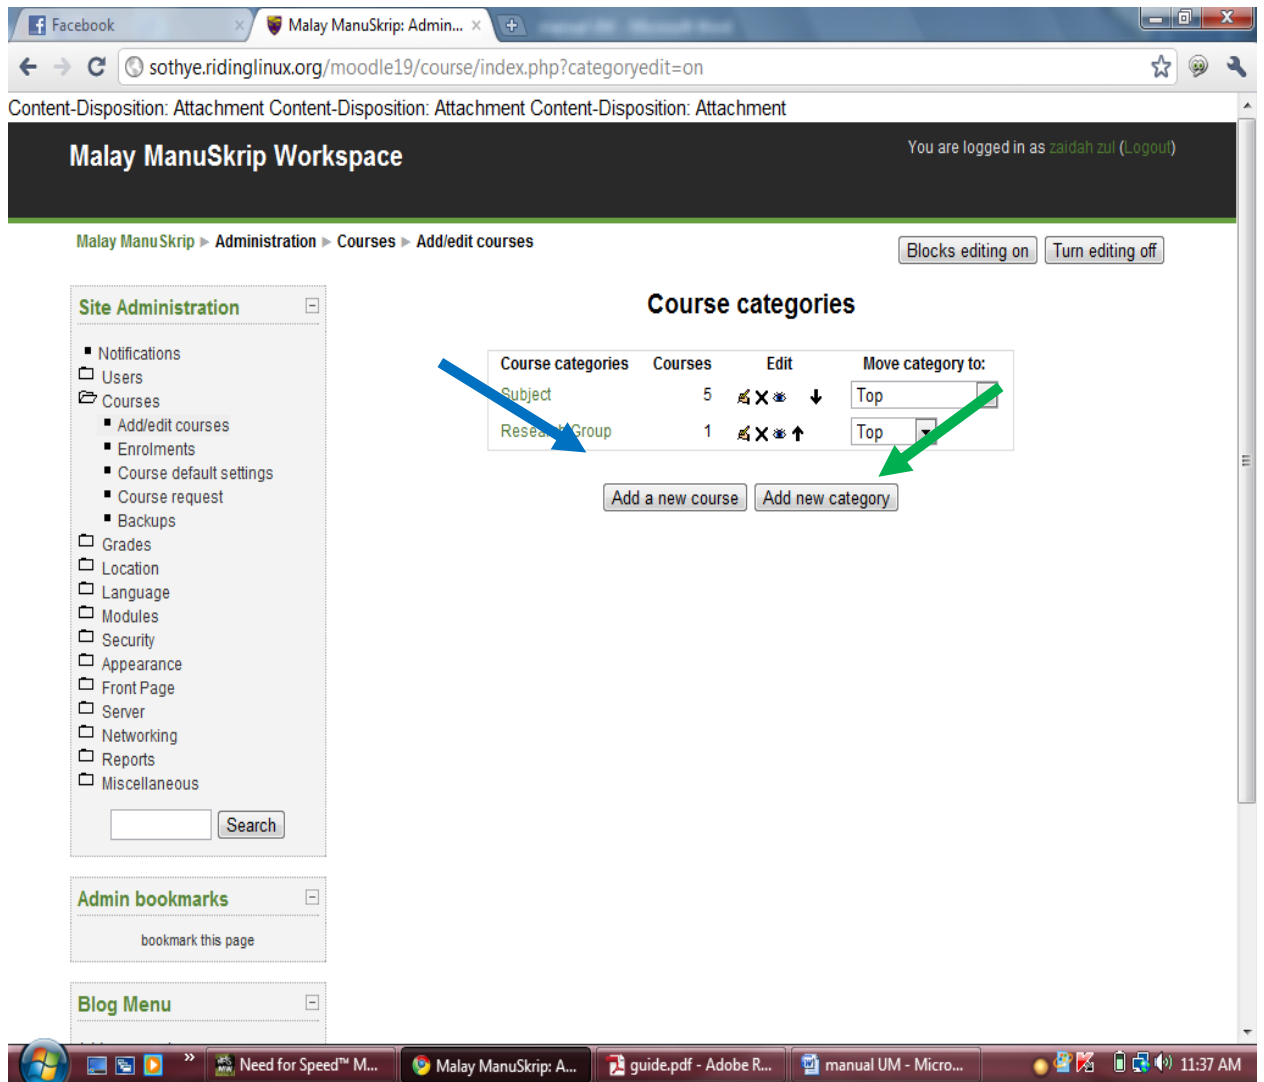 Facebook
Malay ManuSkrip: Admin...
sothye.ridinglinux.org/moodle19/course/index.php?categoryedit=on
Content-Disposition: Attachment Content-Disposition: Attachment Content-Disposition: Attachment
Malay ManuSkrip Workspace
You are logged in as zaidah zul (Logout)
Malay ManuSkrip ► Administration ► Courses ► Add/edit courses
Blocks editing on Turn editing off
Site Administration
Notifications
Users
Courses
Add/edit courses
Enrolments
Course default settings
Course request
Backups
Grades
Location
Language
Modules
Security
Appearance
Front Page
Server
Networking
Reports
Miscellaneous
Search
Course categories
Course categories Courses Edit Move category to:
Subject 5 Top
Research Group 1 Top
Add a new course Add new category
Admin bookmarks
bookmark this page
Blog Menu
Need for Speed™ M...
Malay ManuSkrip: A...
guide.pdf - Adobe R...
manual UM - Micro...
11:37 AM